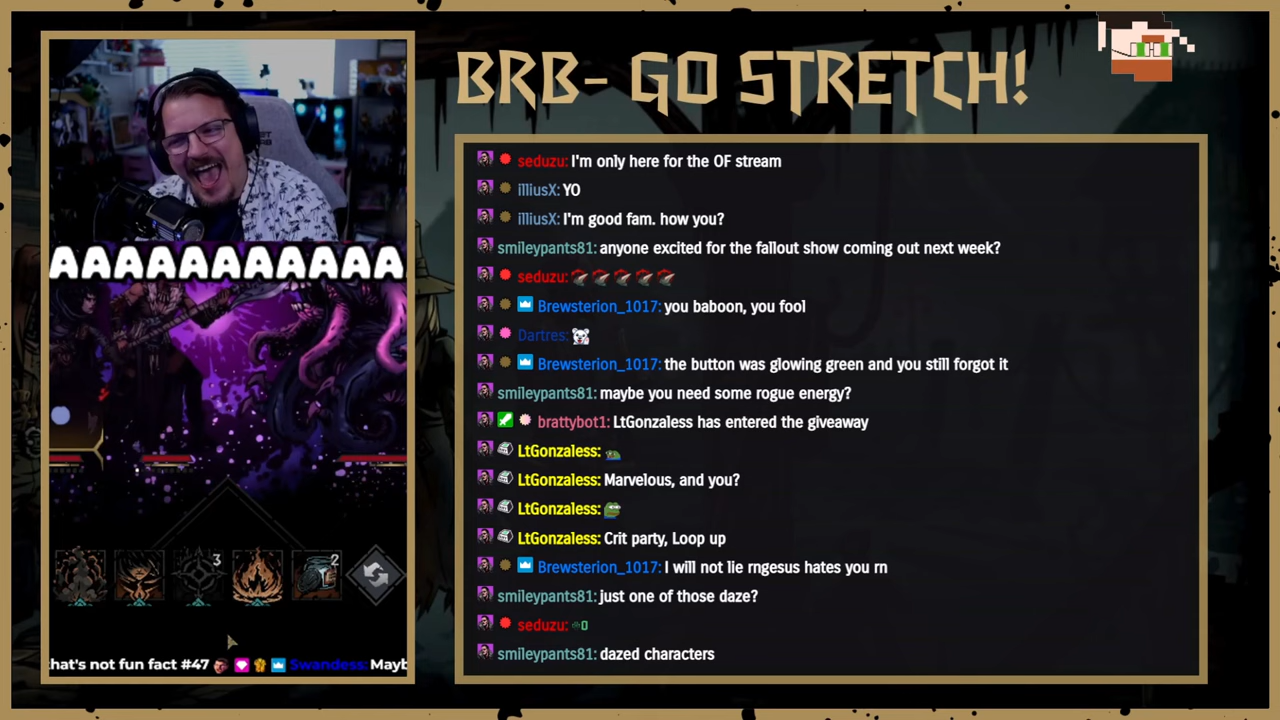 BRB- GO STRETCH!
AAAAAAAAAAAA
seduzu: I'm only here for the OF stream
illiusX: YO
illiusX: I'm good fam. how you?
smileypants81: anyone excited for the fallout show coming out next week?
seduzu:
Brewsterion_1017: you baboon, you fool
Dartres:
Brewsterion_1017: the button was glowing green and you still forgot it
smileypants81: maybe you need some rogue energy?
brattybot1: LtGonzaless has entered the giveaway
LtGonzaless:
LtGonzaless: Marvelous, and you?
LtGonzaless:
LtGonzaless: Crit party, Loop up
Brewsterion_1017: I will not lie rngesus hates you rn
smileypants81: just one of those daze?
seduzu:
smileypants81: dazed characters
3
2
hat's not fun fact #47 Swandess: Mayb